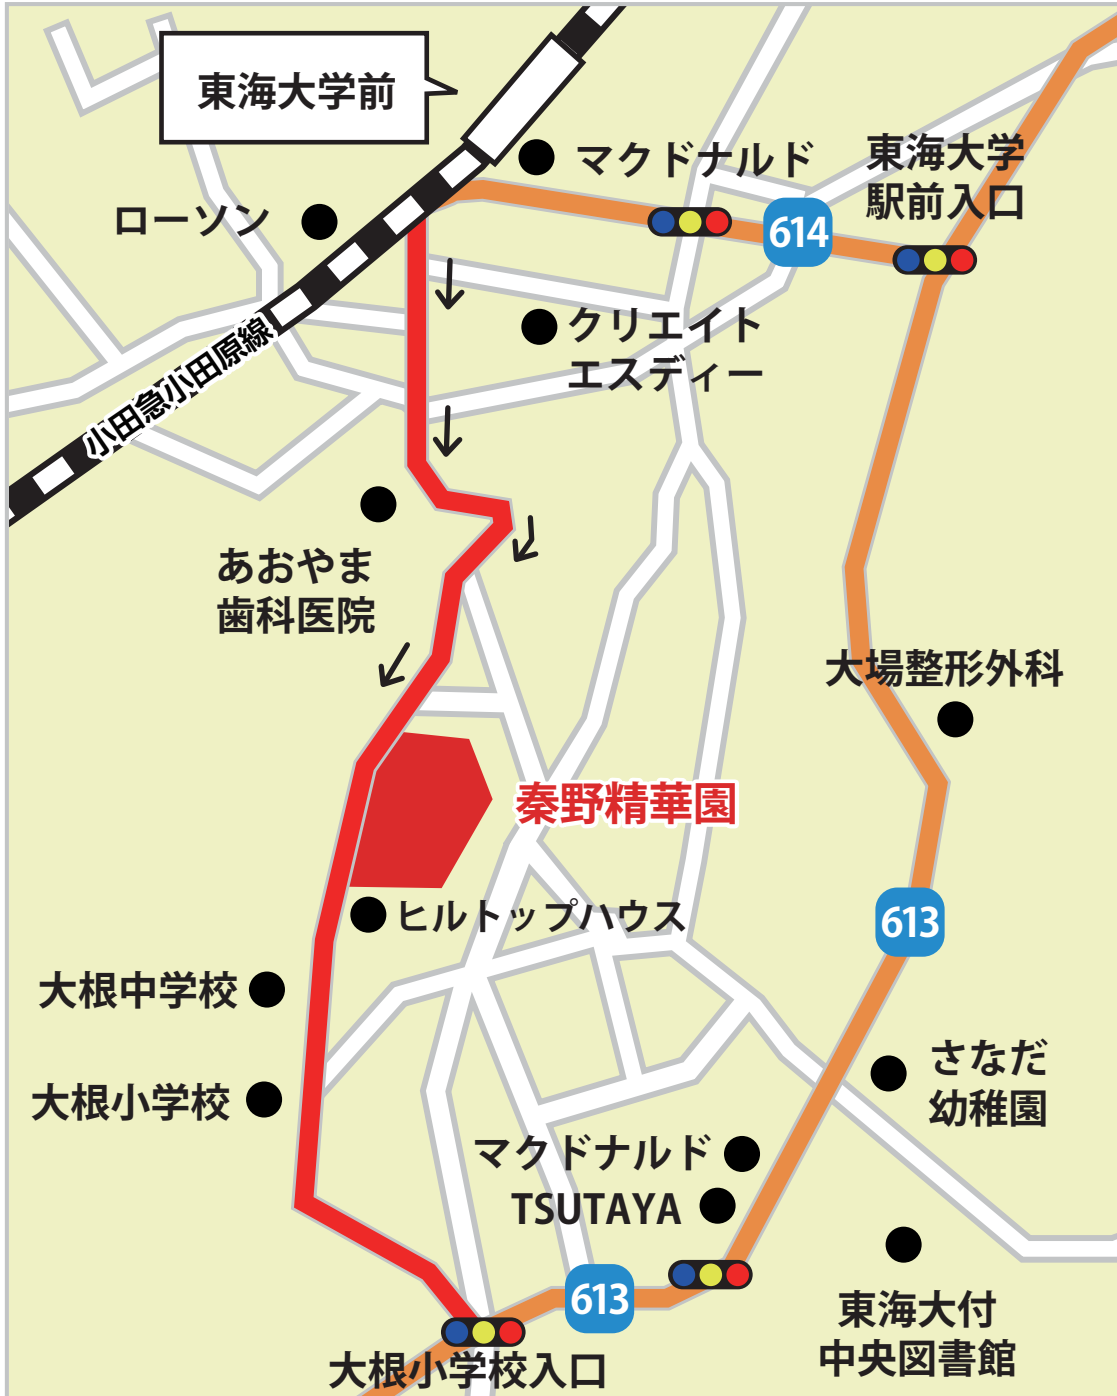 東海大学前
マクドナルド
東海大学
駅前入口
ローソン
614
クリエイト
エスディー
小田急小田原線
あおやま
歯科医院
大場整形外科
秦野精華園
ヒルトップハウス
613
大根中学校
さなだ
幼稚園
大根小学校
マクドナルド
TSUTAYA
613
東海大付
中央図書館
大根小学校入口